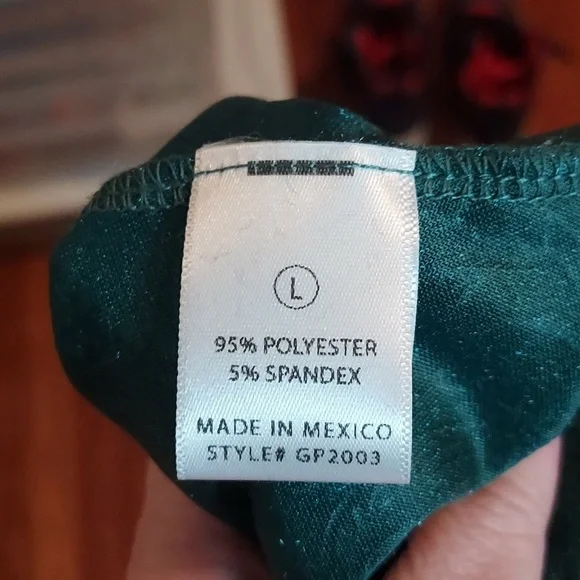 L
95% POLYESTER
5% SPANDEX
MADE IN MEXICO
STYLE# GP2003